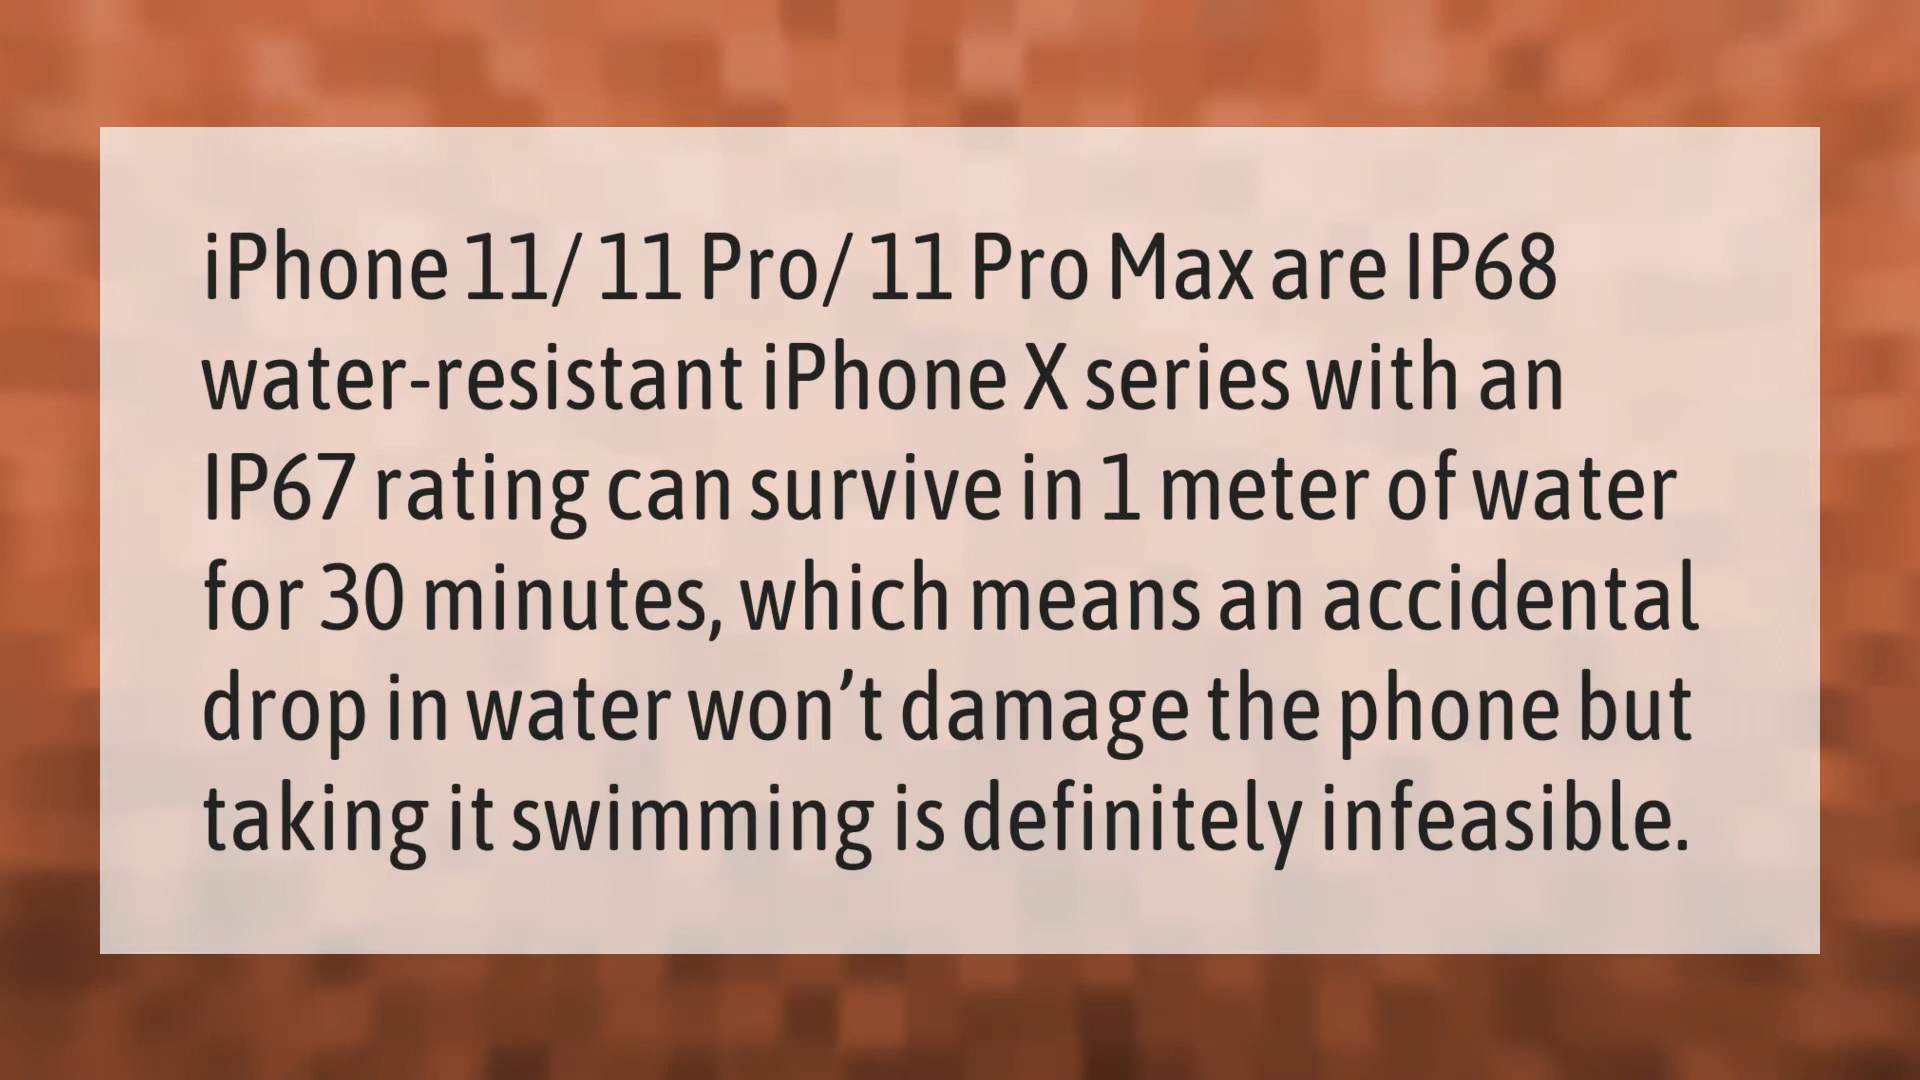 iPhone 11/ 11 Pro/ 11 Pro Max are IP68
water-resistant iPhone X series with an
IP67 rating can survive in 1 meter of water
for 30 minutes, which means an accidental
drop in water won’t damage the phone but
taking it swimming is definitely infeasible.